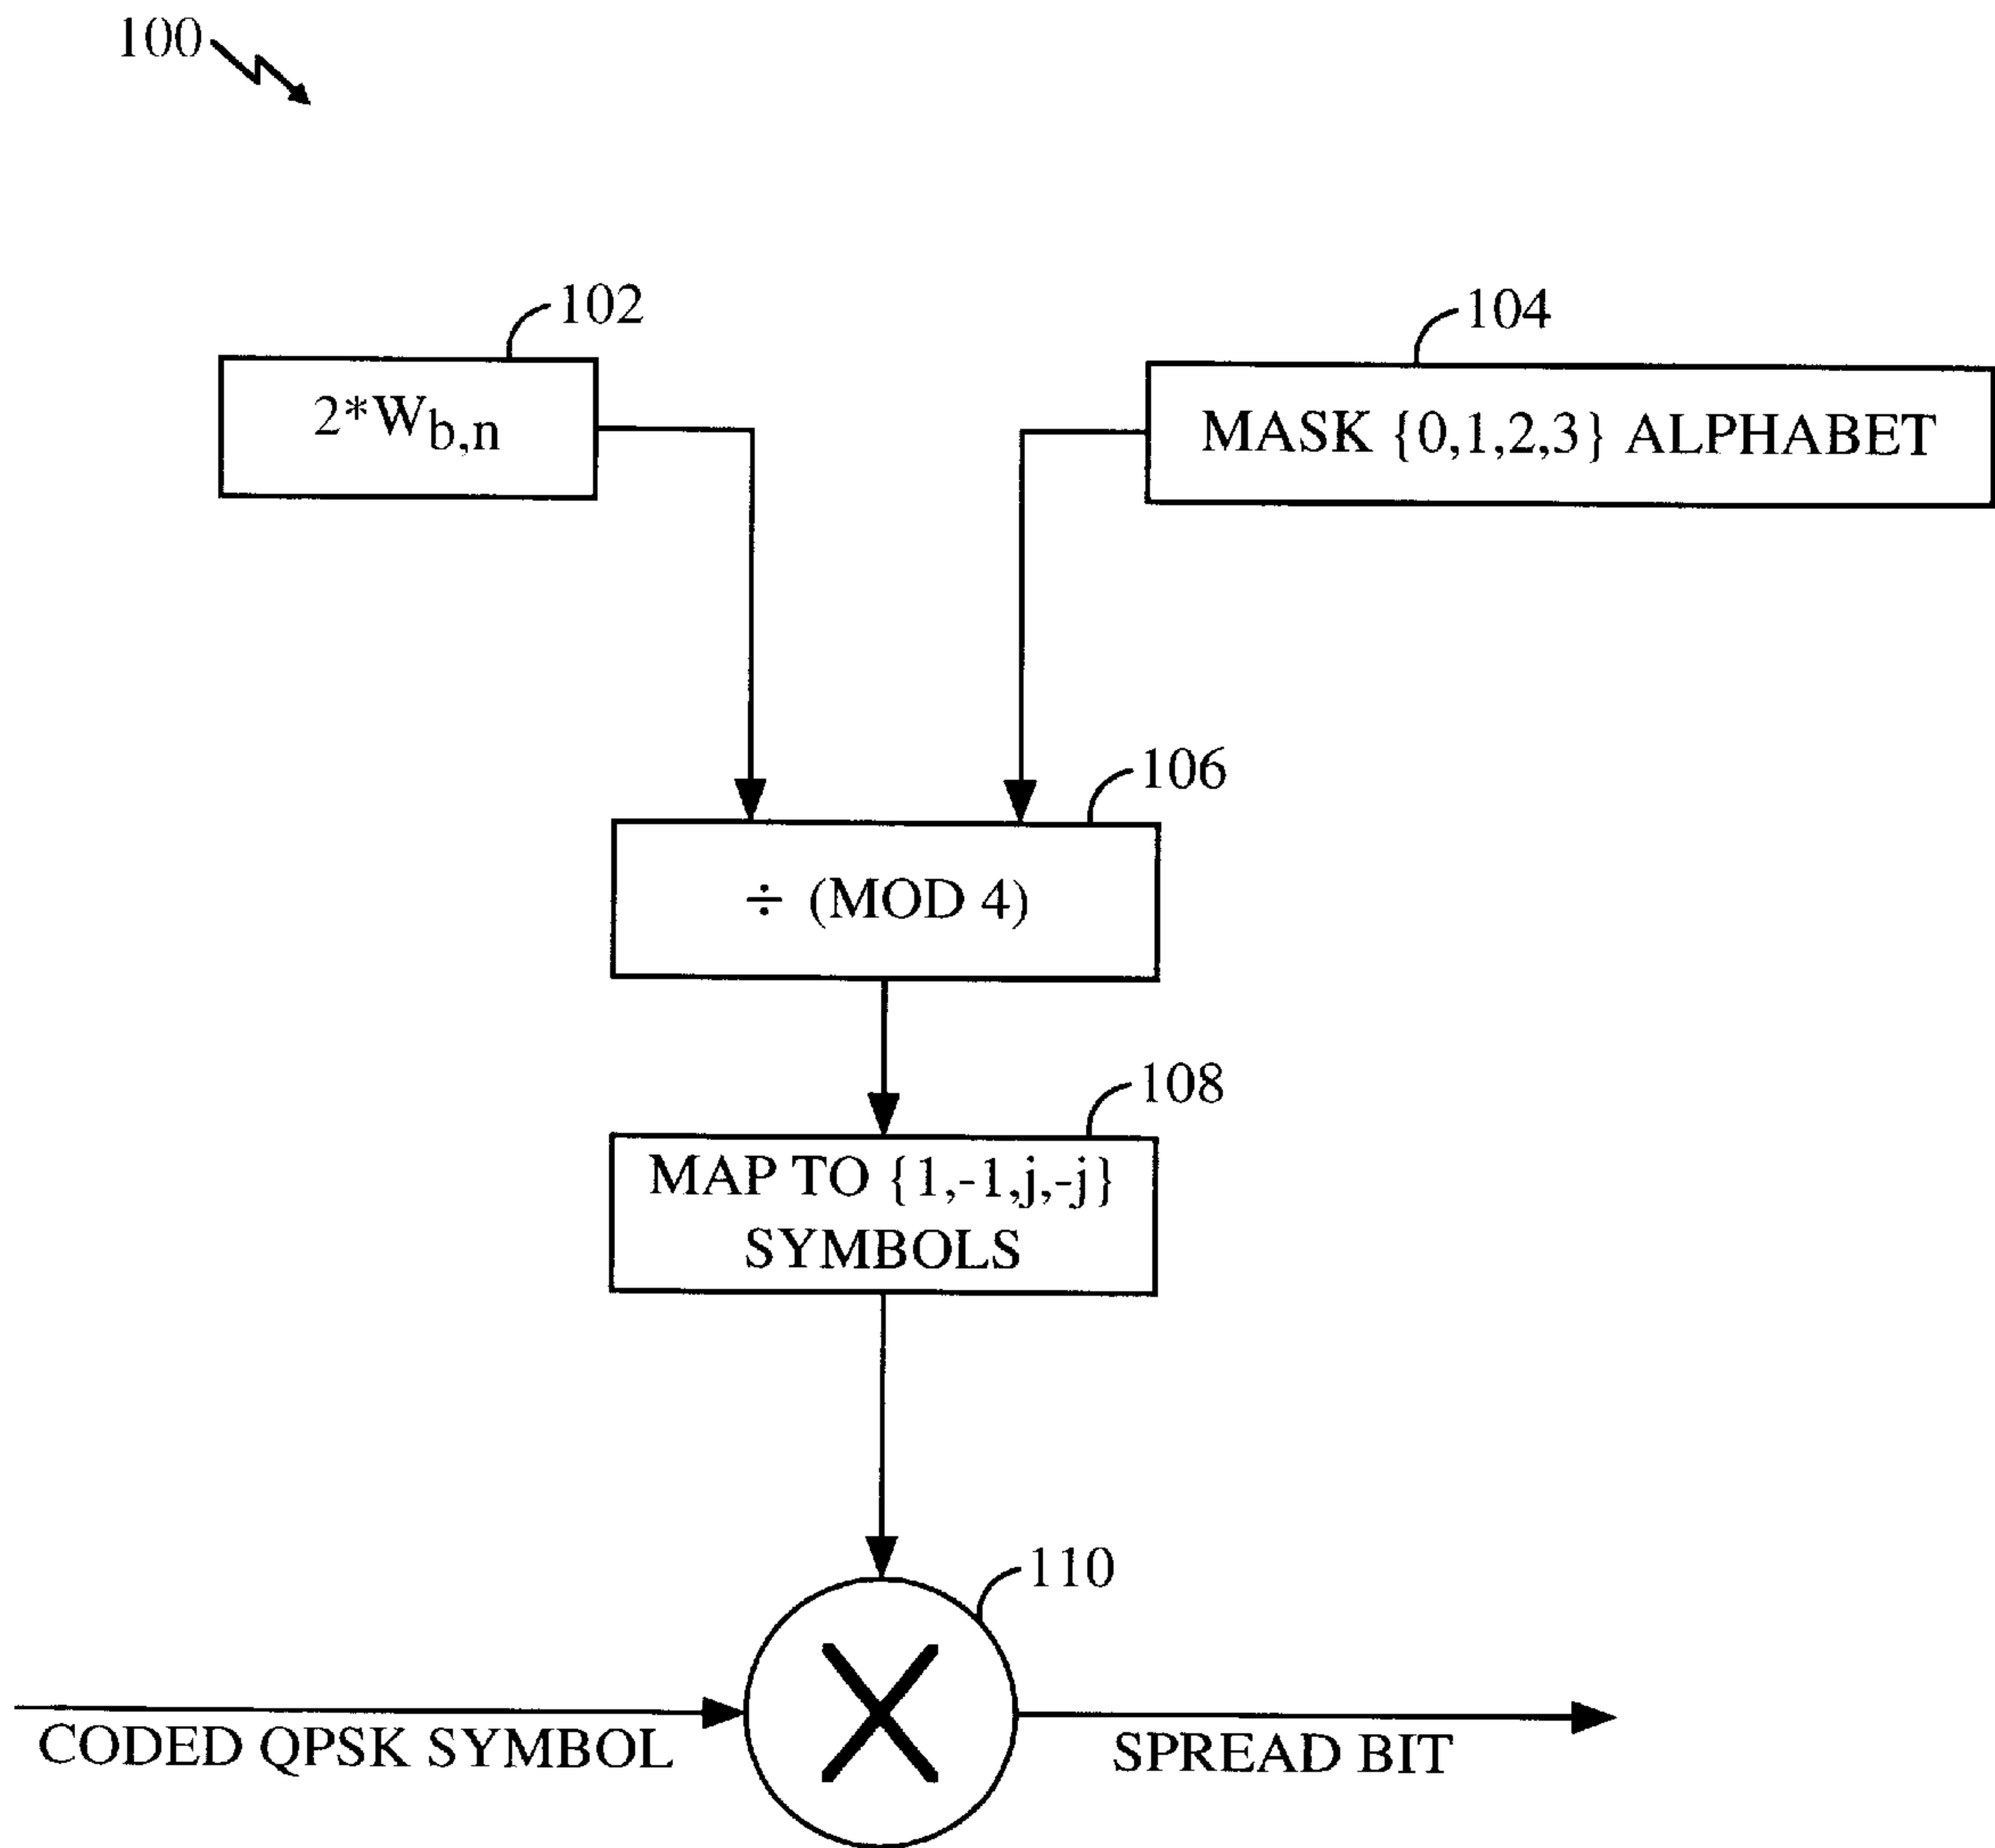 100
102
104
2*Wb,n
MASK {0,1,2,3} ALPHABET
106
÷ (MOD 4)
108
MAP TO {1,-1,j,-j}
SYMBOLS
110
X
CODED QPSK SYMBOL
SPREAD BIT